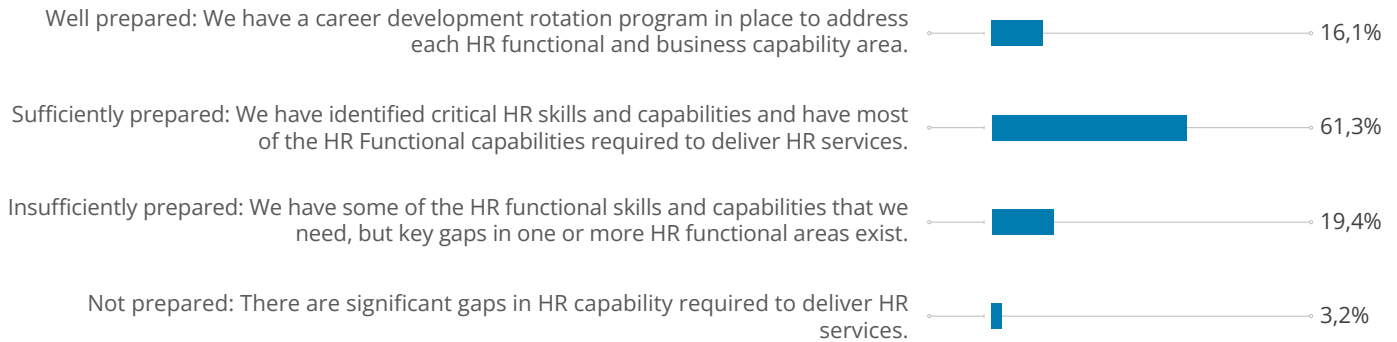 Well prepared: We have a career development rotation program in place to address
each HR functional and business capability area.
16,1%
Sufficiently prepared: We have identified critical HR skills and capabilities and have most
of the HR Functional capabilities required to deliver HR services.
61,3%
Insufficiently prepared: We have some of the HR functional skills and capabilities that we
need, but key gaps in one or more HR functional areas exist.
19,4%
Not prepared: There are significant gaps in HR capability required to deliver HR
services.
3,2%